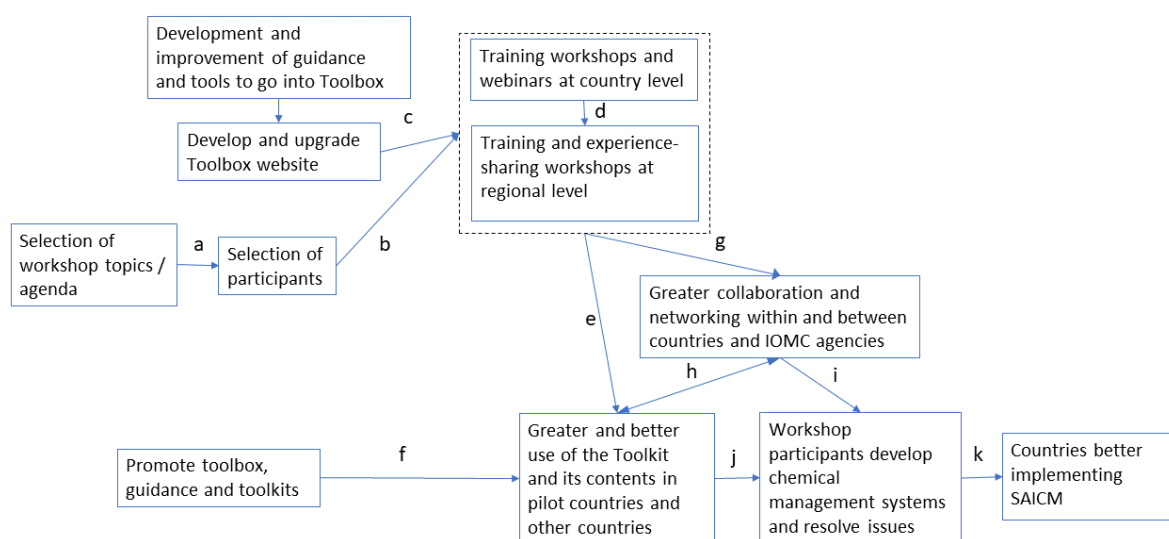 Development and
improvement of guidance
and tools to go into Toolbox
Training workshops and
webinars at country level
c
d
Develop and upgrade
Toolbox website
Training and experience-
sharing workshops at
regional level
Selection of
workshop topics /
agenda
a
Selection of
participants
b
g
Greater collaboration and
networking within and between
countries and IOMC agencies
e
h
i
Promote toolbox,
guidance and toolkits
f
Greater and better
use of the Toolkit
and its contents in
pilot countries and
other countries
j
Workshop
participants develop
chemical
management systems
and resolve issues
k
Countries better
implementing
SAICM